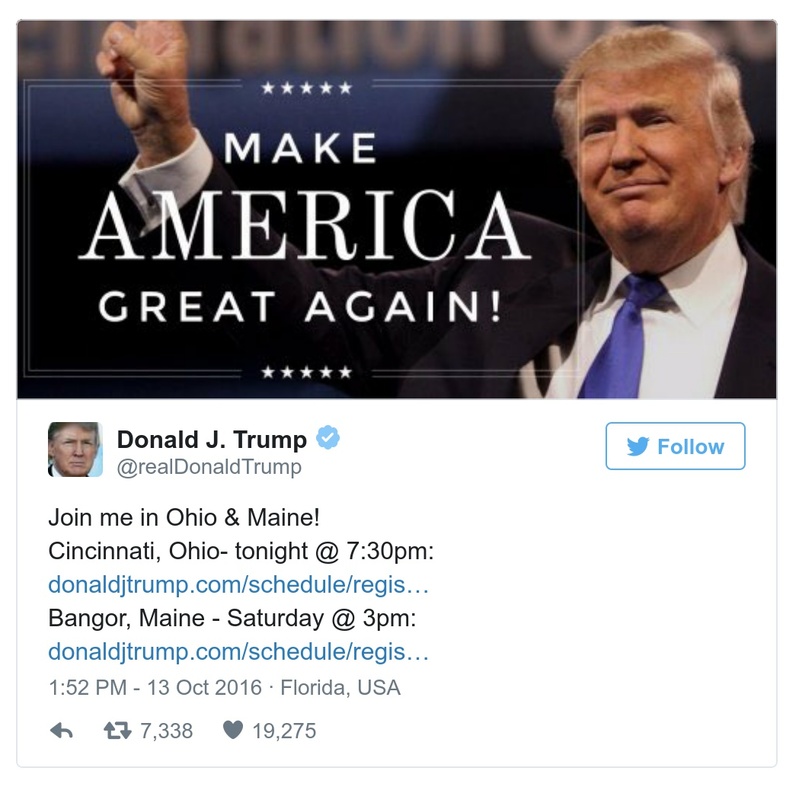 ★★★★★
MAKE
AMERICA
GREAT AGAIN!
★★★★★
Donald J. Trump
@realDonaldTrump
Follow
Join me in Ohio & Maine!
Cincinnati, Ohio- tonight @ 7:30pm:
donaldjtrump.com/schedule/regis…
Bangor, Maine - Saturday @ 3pm:
donaldjtrump.com/schedule/regis…
1:52 PM - 13 Oct 2016 · Florida, USA
7,338 19,275